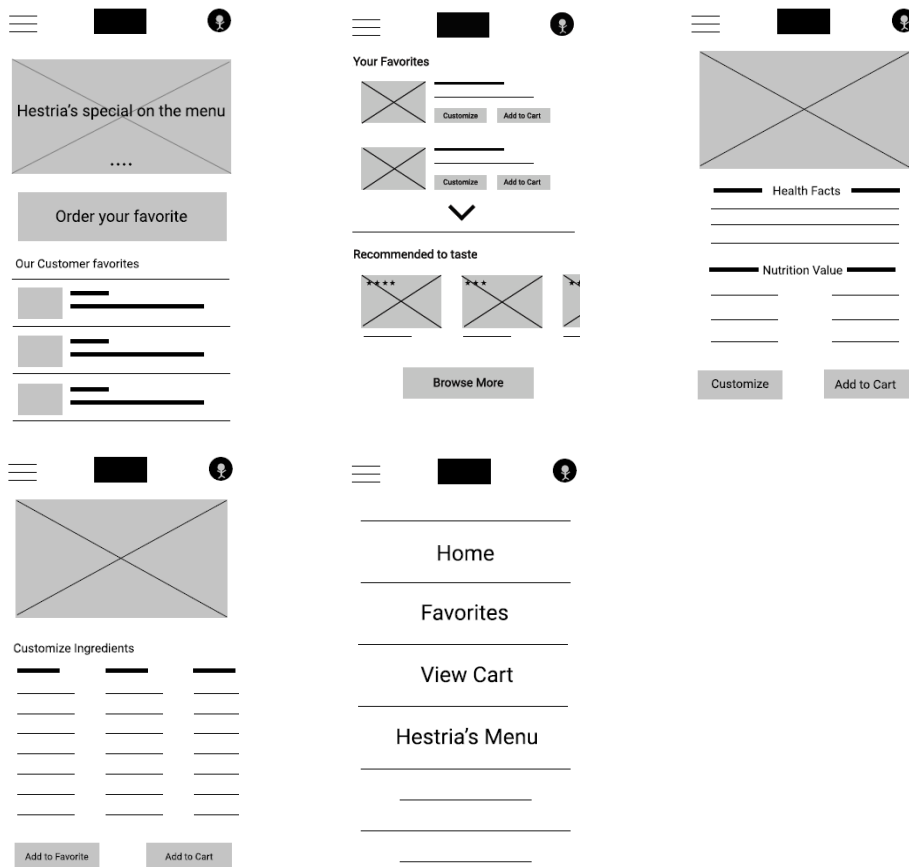 Hestria's special on the menu
Order your favorite
Our Customer favorites
Your Favorites
Customize Add to Cart
Customize Add to Cart
Recommended to taste
Browse More
Health Facts
Nutrition Value
Customize Add to Cart
Customize Ingredients
Add to Favorite Add to Cart
Home
Favorites
View Cart
Hestria's Menu